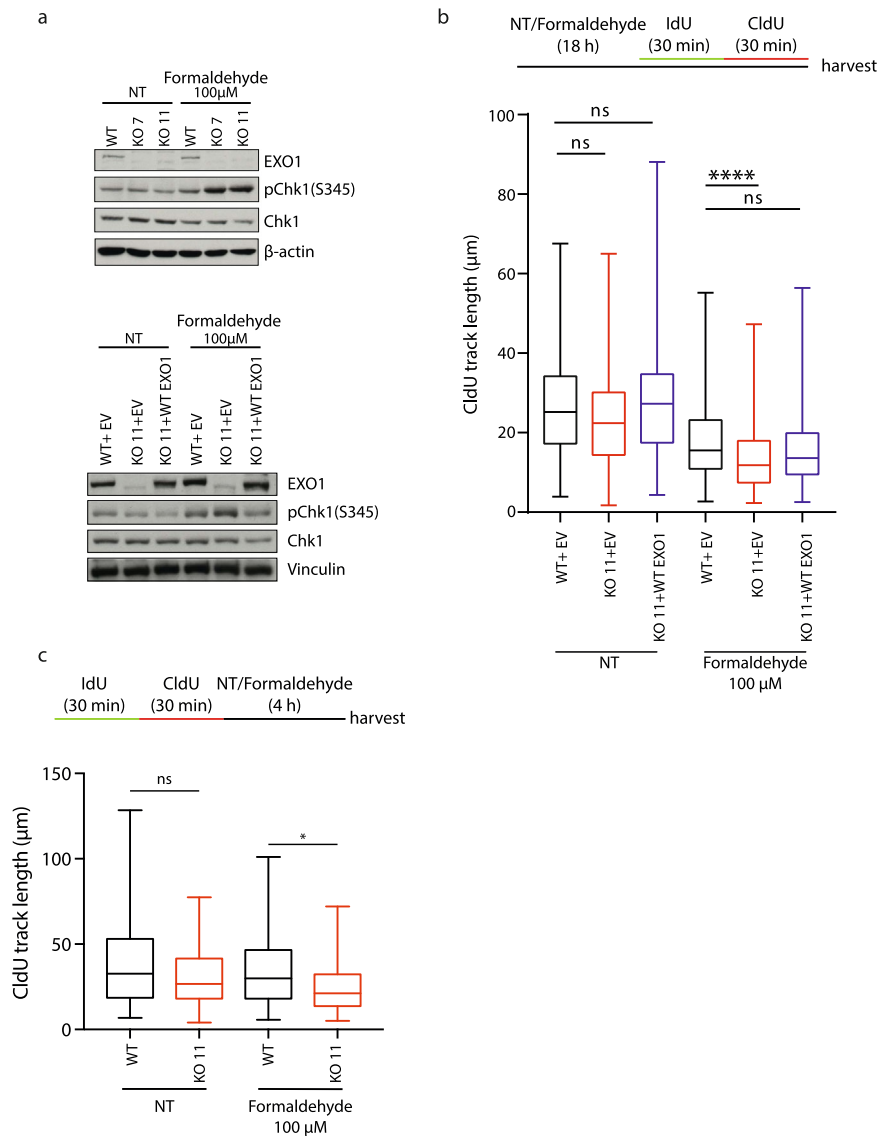 a
Formaldehyde
NT 100µM
WT KO 7 KO 11 WT KO 7 KO 11
EXO1
pChk1(S345)
Chk1
β-actin
Formaldehyde
NT 100µM
WT+ EV KO 11+EV KO 11+WT EXO1 WT+ EV KO 11+EV KO 11+WT EXO1
EXO1
pChk1(S345)
Chk1
Vinculin
b
NT/Formaldehyde IdU CldU
(18 h) (30 min) (30 min)
harvest
CldU track length (µm)
100
80
60
40
20
0
ns
ns
****
ns
WT+ EV KO 11+EV KO 11+WT EXO1 WT+ EV KO 11+EV KO 11+WT EXO1
NT Formaldehyde
100 µM
c
IdU CldU NT/Formaldehyde
(30 min) (30 min) (4 h)
harvest
CldU track length (µm)
150
100
50
0
ns
*
WT KO 11 WT KO 11
NT Formaldehyde
100 µM